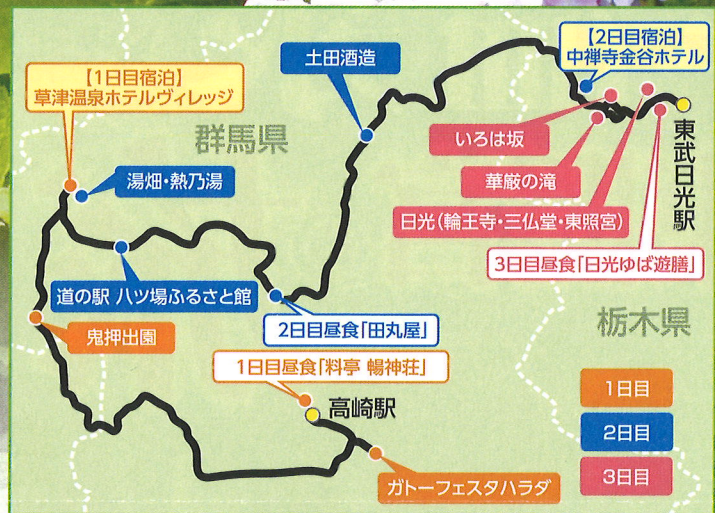 【1日目宿泊】
草津温泉ホテルヴィレッジ
土田酒造
【2日目宿泊】
中禅寺金谷ホテル
群馬県
いろは坂
東武日光駅
湯畑・熱乃湯
華厳の滝
日光(輪王寺・三仏堂・東照宮)
3日目昼食「日光ゆば遊膳」
道の駅 八ツ場ふるさと館
2日目昼食「田丸屋」
栃木県
鬼押出園
1日目昼食「料亭 暢神荘」
高崎駅
ガトーフェスタハラダ
1日目
2日目
3日目